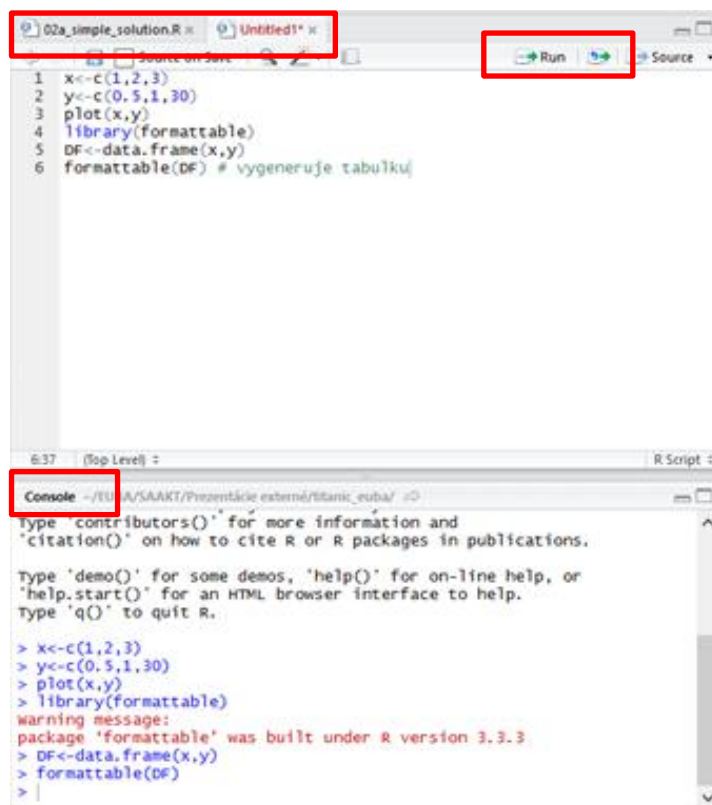 02a_simple_solution.R × Untitled1* ×
Source on Save Run Source
1 x<-c(1,2,3)
2 y<-c(0.5,1,30)
3 plot(x,y)
4 library(formattable)
5 DF<-data.frame(x,y)
6 formattable(DF) # vygeneruje tabulku
6:37 (Top Level) R Script
Console ~/EUBA/SAAKT/Prezentácie externé/titanic_euba/
Type 'contributors()' for more information and
'citation()' on how to cite R or R packages in publications.
Type 'demo()' for some demos, 'help()' for on-line help, or
'help.start()' for an HTML browser interface to help.
Type 'q()' to quit R.
> x<-c(1,2,3)
> y<-c(0.5,1,30)
> plot(x,y)
> library(formattable)
Warning message:
package 'formattable' was built under R version 3.3.3
> DF<-data.frame(x,y)
> formattable(DF)
>